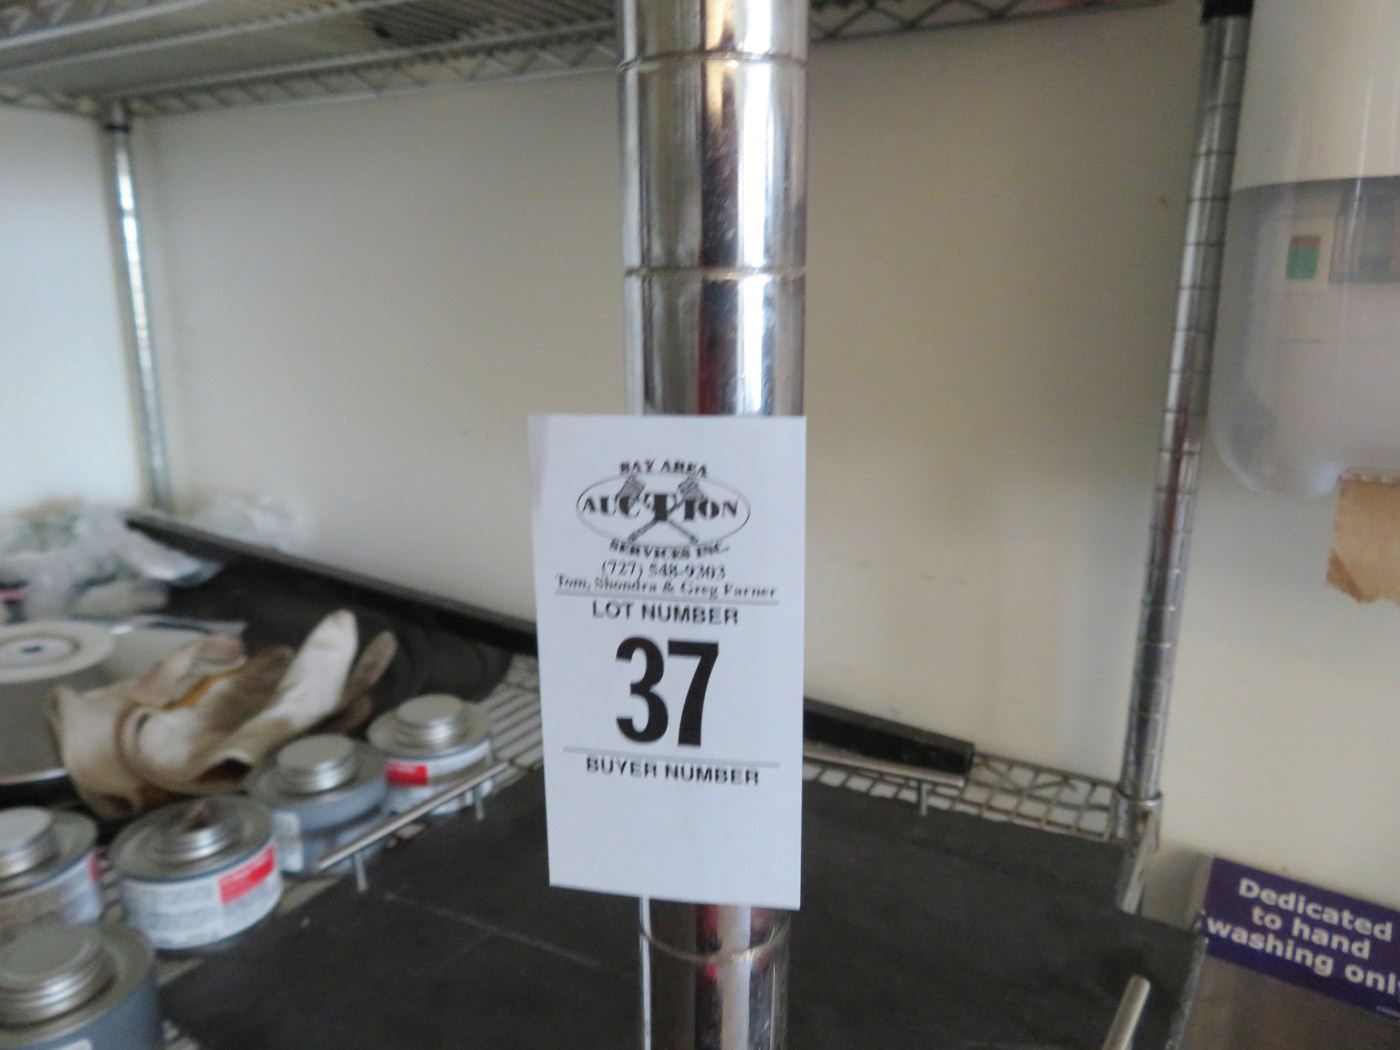 BAY AREA
AUCTION
SERVICES INC.
(727) 548-9303
Tom, Shondra & Greg Farner
LOT NUMBER
37
BUYER NUMBER
Dedicated
to hand
washing only